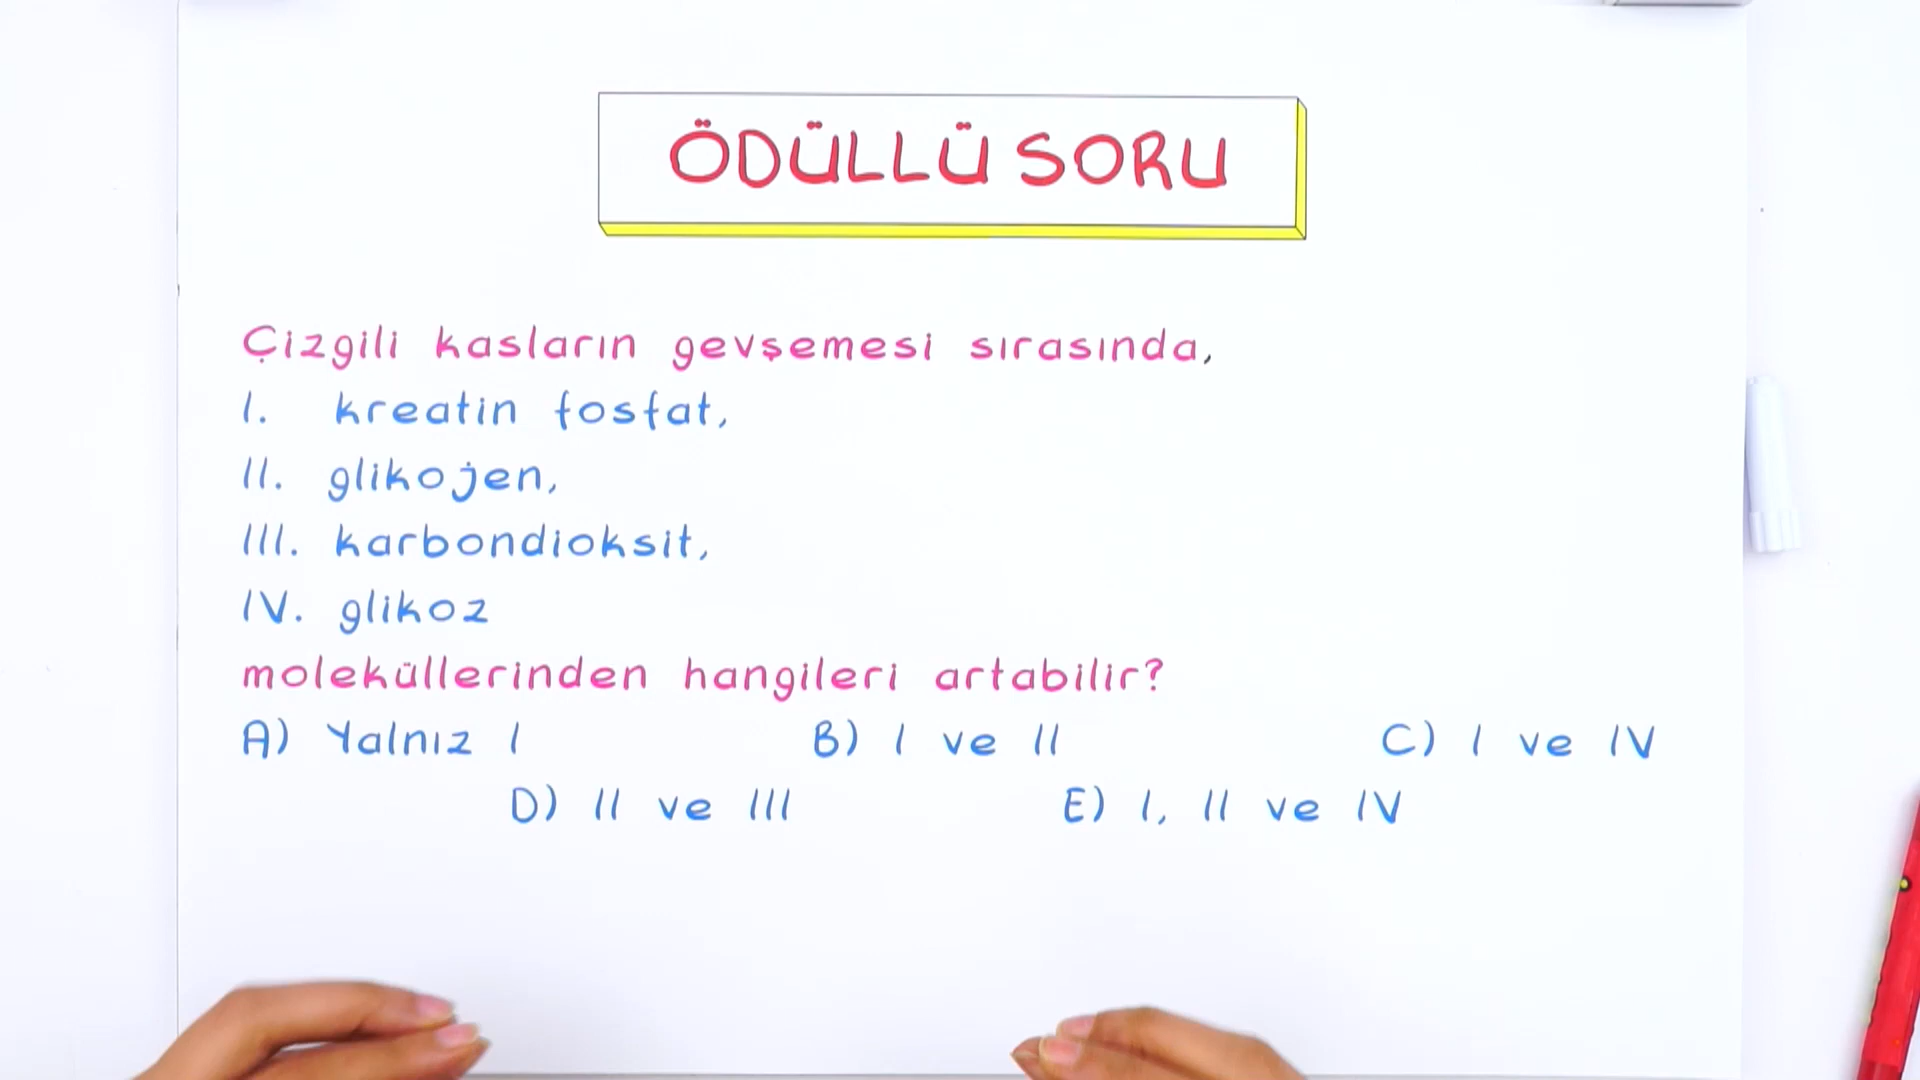 ÖDÜLLÜ SORU
Çizgili kasların gevşemesi sırasında,
I. kreatin fosfat,
II. glikojen,
III. karbondioksit,
IV. glikoz
moleküllerinden hangileri artabilir?
A) Yalnız I B) I ve II C) I ve IV
D) II ve III E) I, II ve IV